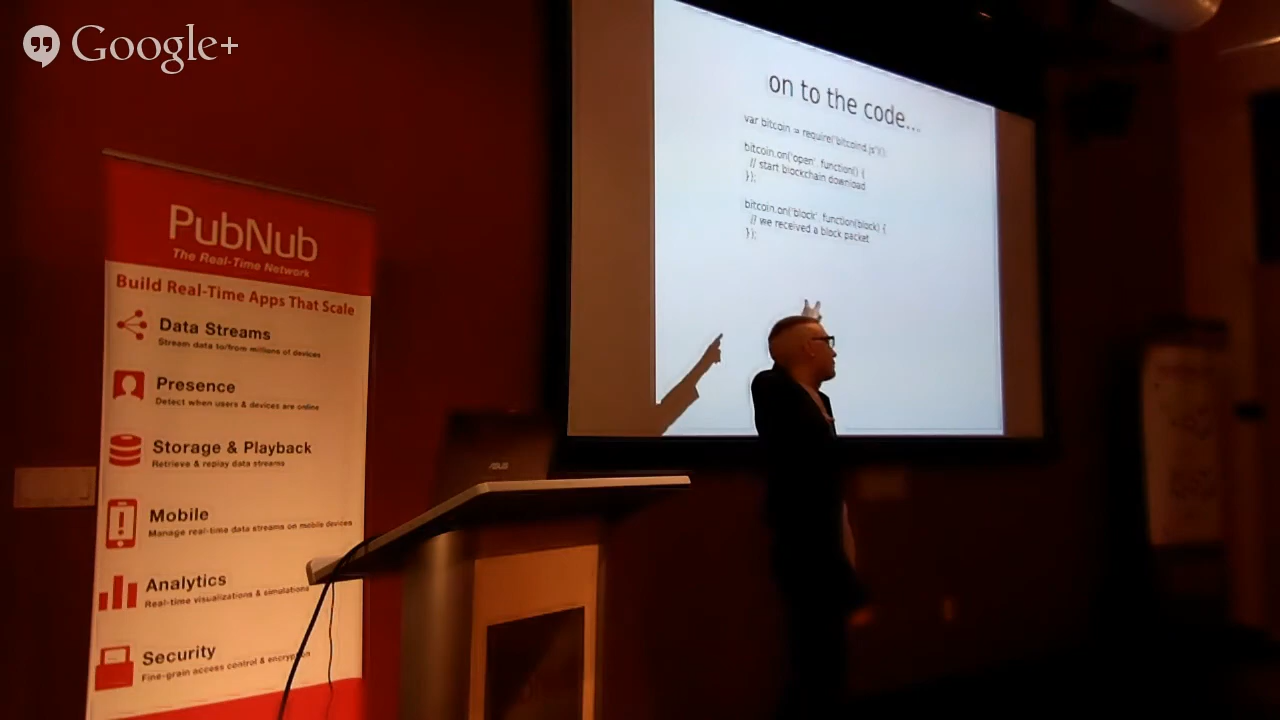 Google+
PubNub
The Real-Time Network
Build Real-Time Apps That Scale
Data Streams
Stream data to/from millions of devices
Presence
Detect when users & devices are online
Storage & Playback
Retrieve & replay data streams
Mobile
Manage real-time data streams on mobile devices
Analytics
Real-time visualizations & simulations
Security
Fine-grain access control & encryption
on to the code...
var bitcoin = require('bitcoind.js')();
bitcoin.on('open', function() {
// start blockchain download
});
bitcoin.on('block', function(block) {
// we received a block packet
});
ASUS